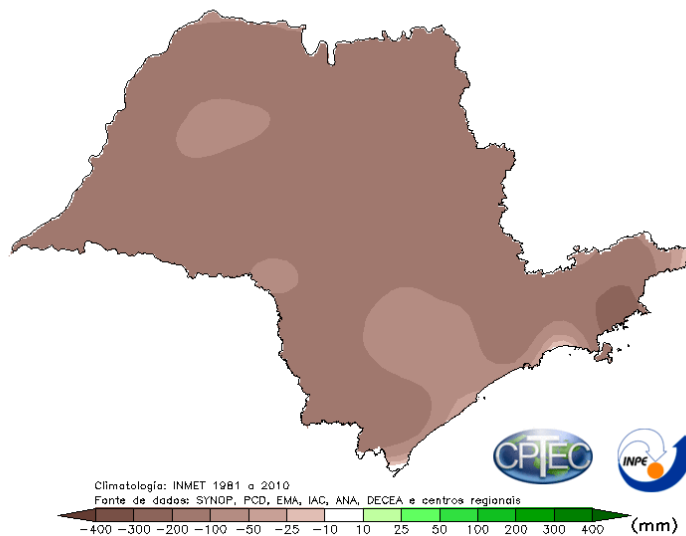 CPTEC
INPE
Climatologia: INMET 1981 a 2010
Fonte de dados: SYNOP, PCD, EMA, IAC, ANA, DECEA e centros regionais
-400 -300 -200 -100 -50 -25 -10 10 25 50 100 200 300 400 (mm)